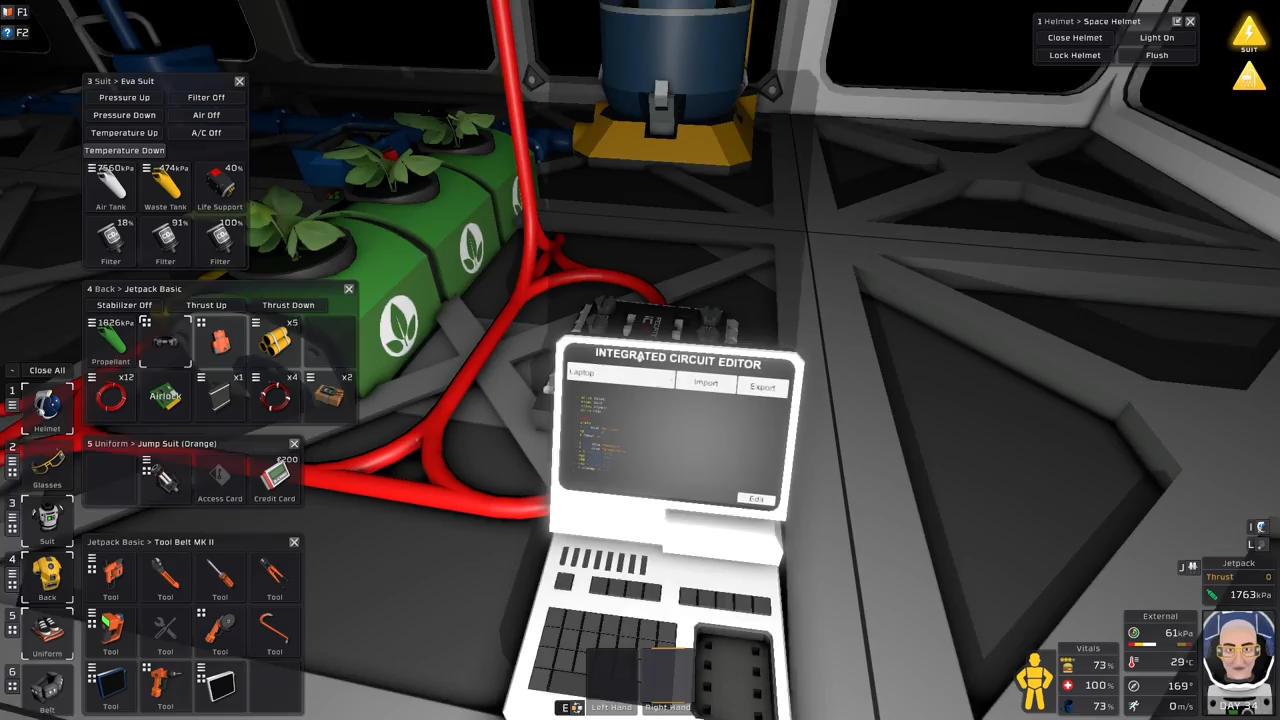 F1
F2
3 Suit > Eva Suit
Pressure Up
Filter Off
Pressure Down
Air Off
Temperature Up
A/C Off
Temperature Down
7560kPa
474kPa
40%
Air Tank
Waste Tank
Life Support
18%
91%
100%
Filter
Filter
Filter
4 Back > Jetpack Basic
Stabilizer Off
Thrust Up
Thrust Down
1826kPa
x5
Propellant
x12
Airlock
x1
x4
x2
Close All
1
Helmet
2
Glasses
3
Suit
4
Back
5
Uniform
6
Belt
5 Uniform > Jump Suit (Orange)
€200
Access Card
Credit Card
Jetpack Basic > Tool Belt MK II
Tool
Tool
Tool
Tool
Tool
Tool
Tool
Tool
Tool
Tool
Tool
INTEGRATED CIRCUIT EDITOR
Laptop
Import
Export
Edit
E
Left Hand
Right Hand
1 Helmet > Space Helmet
Close Helmet
Light On
Lock Helmet
Flush
SUIT
I
L
J
Jetpack
Thrust 0
1763kPa
External
61kPa
29°C
169°
0m/s
Vitals
73%
100%
73%
DAY 34